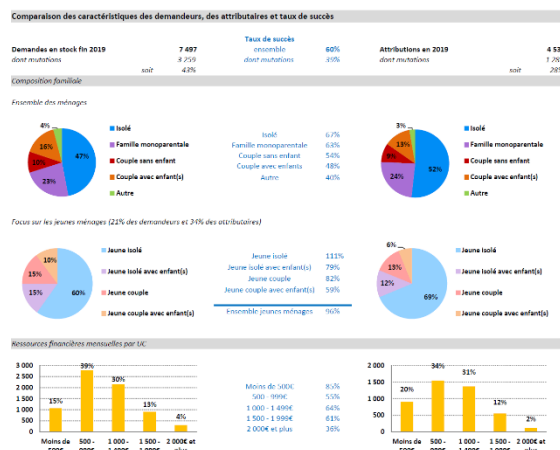 Comparaison des caractéristiques des demandeurs, des attributaires et taux de succès
Taux de succès
Demandes en stock fin 2019 7 497 ensemble 60% Attributions en 2019 4 53
dont mutations 3 259 dont mutations 39% dont mutations 1 28
soit 43% soit 28%
Composition familiale
Ensemble des ménages
4% 16% 10% 23% 47%
Isolé
Famille monoparentale
Couple sans enfant
Couple avec enfant(s)
Autre
Isolé 67%
Famille monoparentale 63%
Couple sans enfant 54%
Couple avec enfants 48%
Autre 40%
3% 13% 8% 24% 52%
Isolé
Famille monoparentale
Couple sans enfant
Couple avec enfant(s)
Autre
Focus sur les jeunes ménages (21% des demandeurs et 34% des attributaires)
10% 15% 15% 60%
Jeune isolé
Jeune isolé avec enfant(s)
Jeune couple
Jeune couple avec enfant(s)
Jeune isolé 111%
Jeune isolé avec enfant(s) 79%
Jeune couple 82%
Jeune couple avec enfant(s) 59%
Ensemble jeunes ménages 96%
6% 13% 12% 69%
Jeune isolé
Jeune isolé avec enfant(s)
Jeune couple
Jeune couple avec enfant(s)
Ressources financières mensuelles par UC
3 000
2 500
2 000
1 500
1 000
500
0
15% 39% 30% 13% 4%
Moins de 500 - 1 000 - 1 500 - 2 000€ et
Moins de 500€ 85%
500 - 999€ 55%
1 000 - 1 499€ 64%
1 500 - 1 999€ 61%
2 000€ et plus 36%
2 000
1 500
1 000
500
0
20% 34% 31% 12% 2%
Moins de 500 - 1 000 - 1 500 - 2 000€ et